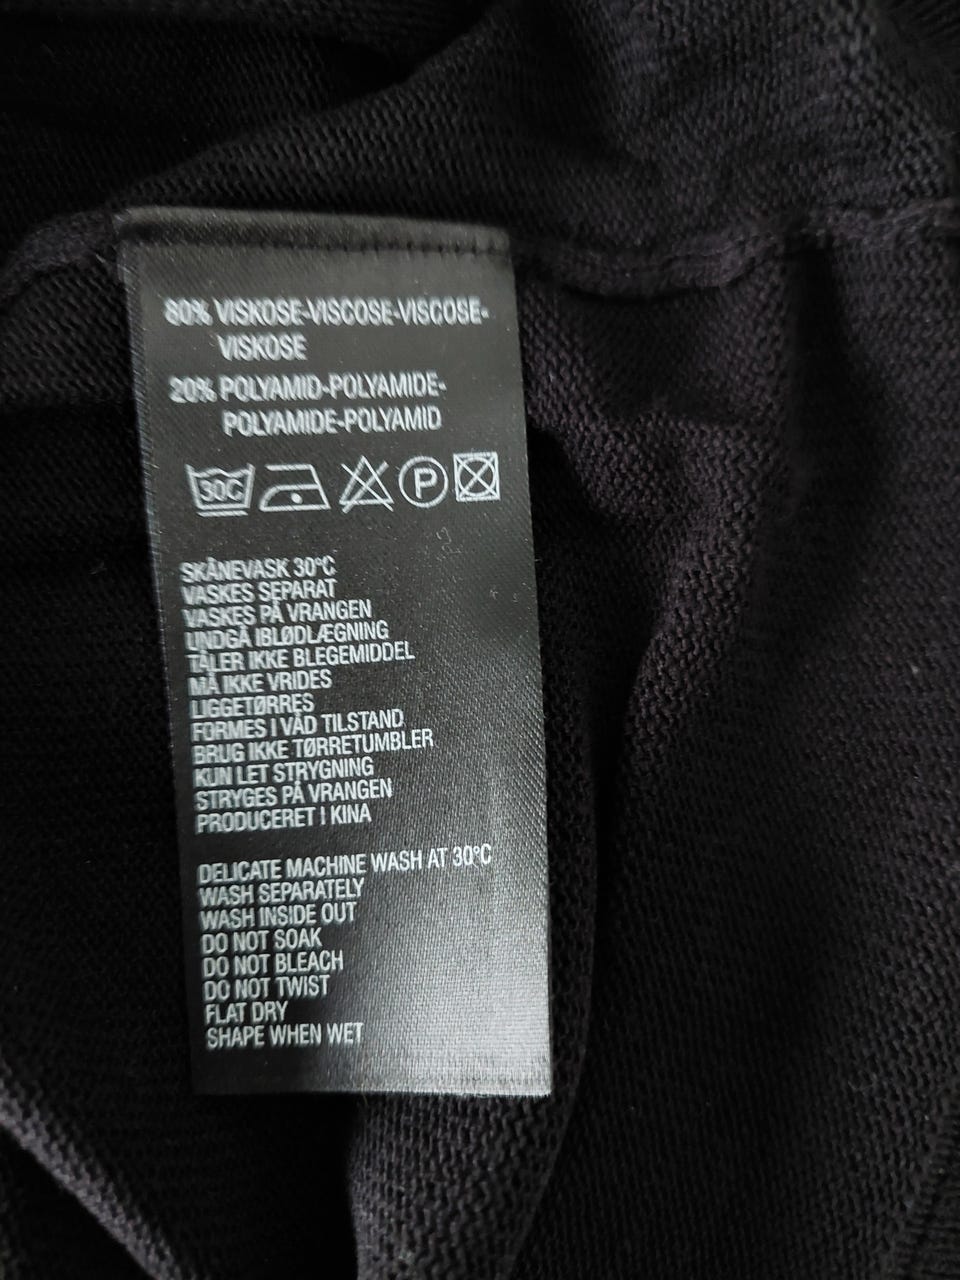 80% VISKOSE-VISCOSE-VISCOSE-
VISKOSE
20% POLYAMID-POLYAMIDE-
POLYAMIDE-POLYAMID
30C P
SKÅNEVASK 30°C
VASKES SEPARAT
VASKES PÅ VRANGEN
UNDGÅ IBLØDLÆGNING
TÅLER IKKE BLEGEMIDDEL
MÅ IKKE VRIDES
LIGGETØRRES
FORMES I VÅD TILSTAND
BRUG IKKE TØRRETUMBLER
KUN LET STRYGNING
STRYGES PÅ VRANGEN
PRODUCERET I KINA
DELICATE MACHINE WASH AT 30°C
WASH SEPARATELY
WASH INSIDE OUT
DO NOT SOAK
DO NOT BLEACH
DO NOT TWIST
FLAT DRY
SHAPE WHEN WET